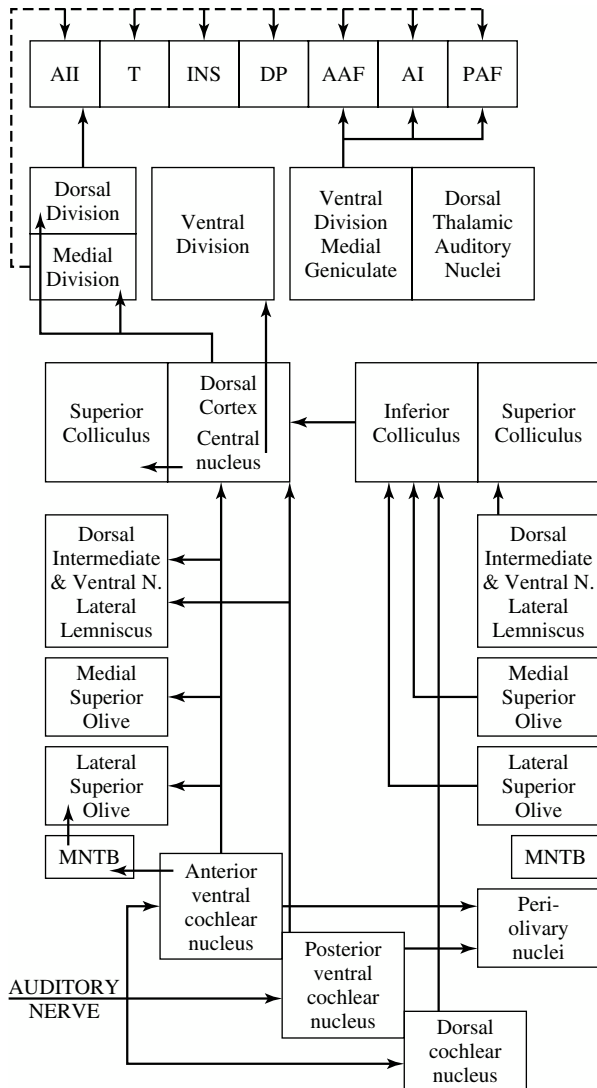 AII T INS DP AAF AI PAF
Dorsal
Division
Medial
Division
Ventral
Division
Ventral
Division
Medial
Geniculate
Dorsal
Thalamic
Auditory
Nuclei
Superior
Colliculus
Dorsal
Cortex
Central
nucleus
Inferior
Colliculus
Superior
Colliculus
Dorsal
Intermediate
& Ventral N.
Lateral
Lemniscus
Dorsal
Intermediate
& Ventral N.
Lateral
Lemniscus
Medial
Superior
Olive
Medial
Superior
Olive
Lateral
Superior
Olive
Lateral
Superior
Olive
MNTB
MNTB
Anterior
ventral
cochlear
nucleus
Peri-
olivary
nuclei
Posterior
ventral
cochlear
nucleus
AUDITORY
NERVE
Dorsal
cochlear
nucleus